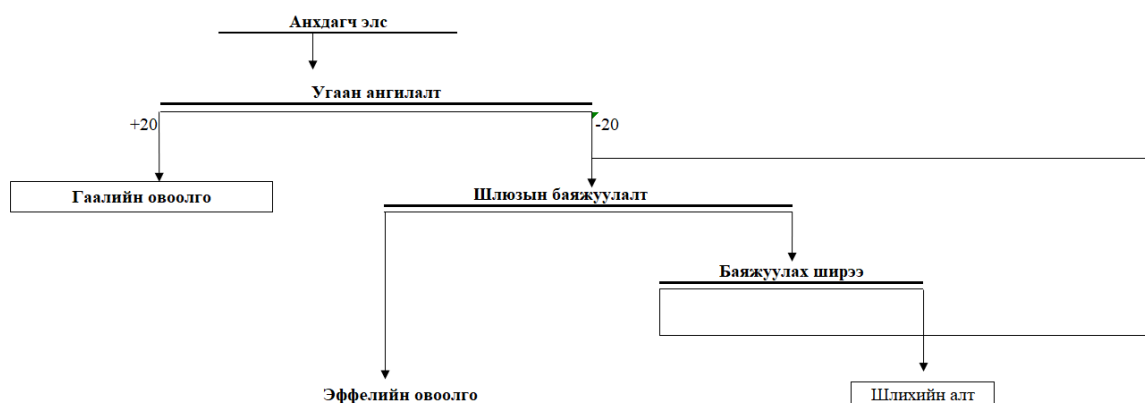 Анхдагч элс
Угаан ангилалт
+20
-20
Гаалийн овоолго
Шлюзын баяжуулалт
Баяжуулах ширээ
Эффелийн овоолго
Шлихийн алт